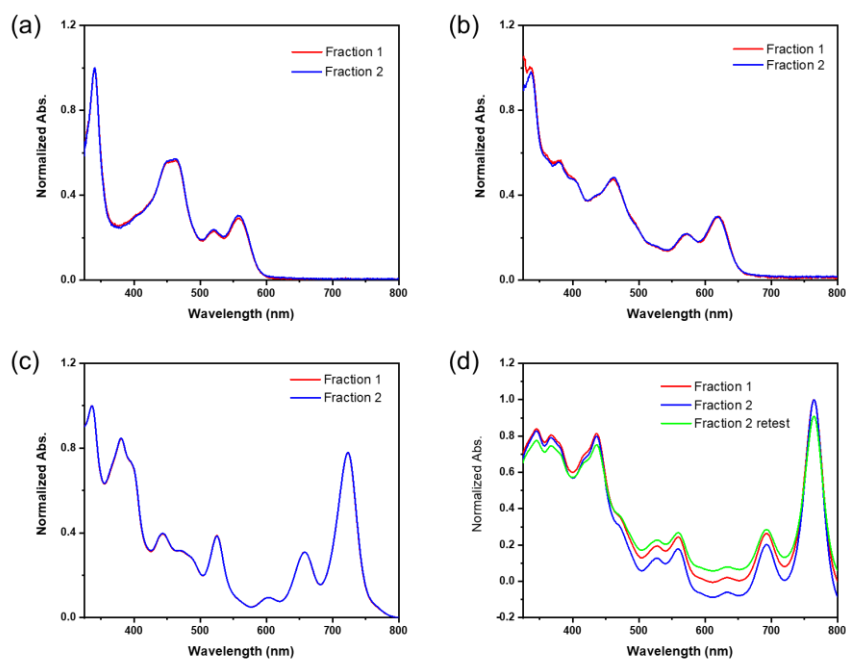 (a)
Fraction 1
Fraction 2
1.2
0.8
0.4
0.0
Normalized Abs.
400 500 600 700 800
Wavelength (nm)
(b)
Fraction 1
Fraction 2
1.2
0.8
0.4
0.0
Normalized Abs.
400 500 600 700 800
Wavelength (nm)
(c)
Fraction 1
Fraction 2
1.2
0.8
0.4
0.0
Normalized Abs.
400 500 600 700 800
Wavelength (nm)
(d)
Fraction 1
Fraction 2
Fraction 2 retest
1.2
1.0
0.8
0.6
0.4
0.2
0.0
-0.2
Normalized Abs.
400 500 600 700 800
Wavelength (nm)